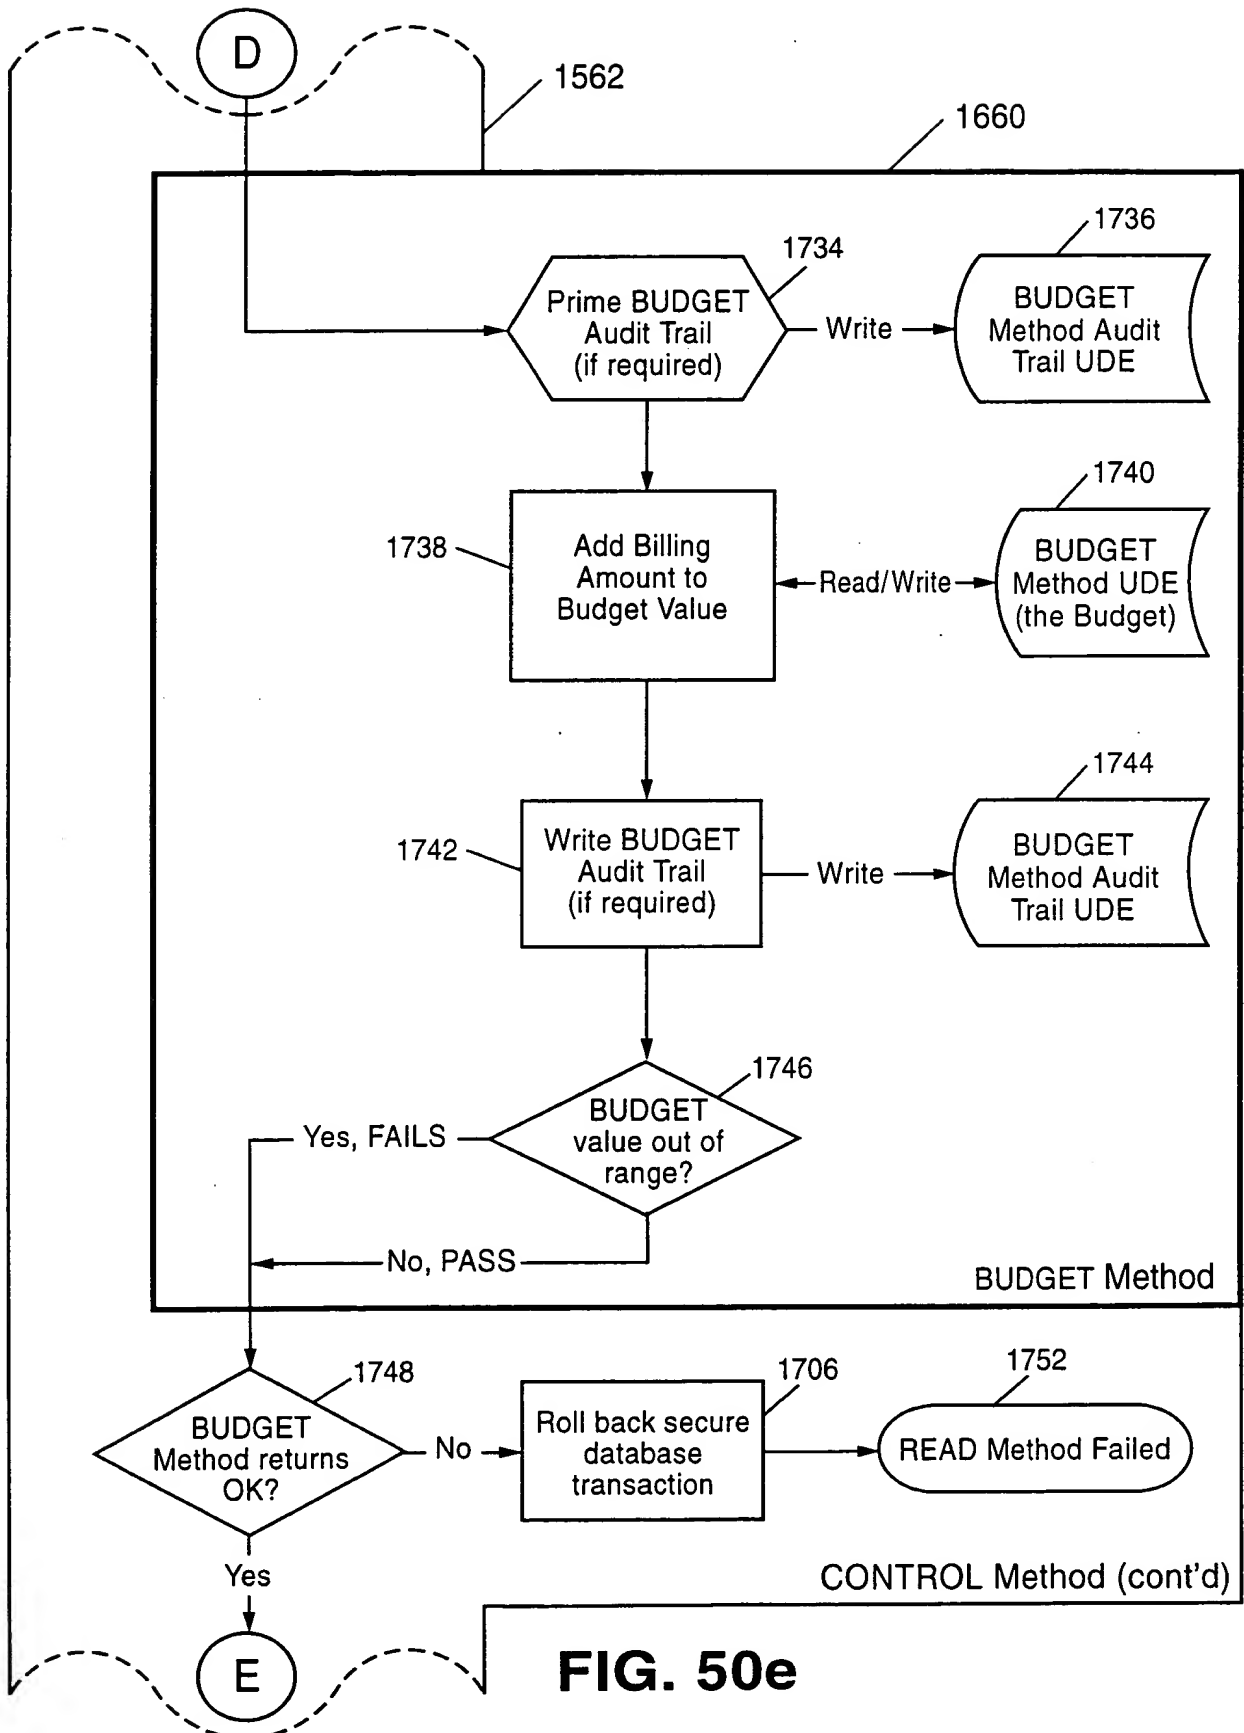 D
1562
1660
1736
1734
Prime BUDGET
Audit Trail
(if required)
Write
BUDGET
Method Audit
Trail UDE
1740
1738
Add Billing
Amount to
Budget Value
Read/Write
BUDGET
Method UDE
(the Budget)
1744
1742
Write BUDGET
Audit Trail
(if required)
Write
BUDGET
Method Audit
Trail UDE
1746
BUDGET
value out of
range?
Yes, FAILS
No, PASS
BUDGET Method
1748
BUDGET
Method returns
OK?
No
1706
Roll back secure
database
transaction
1752
READ Method Failed
Yes
CONTROL Method (cont'd)
E
FIG. 50e